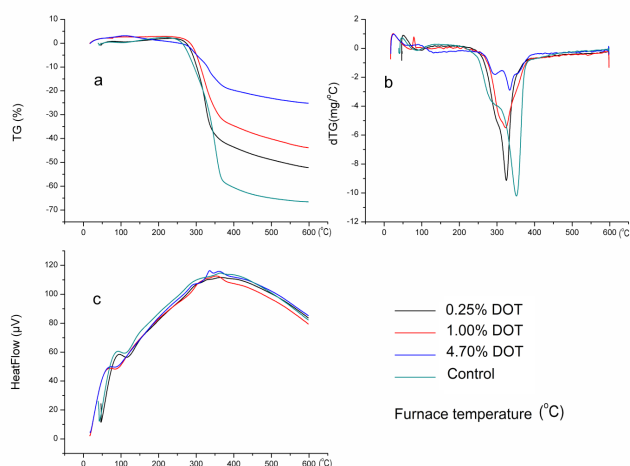 10
0
-10
-20
-30
-40
-50
-60
-70
TG (%)
a
0 100 200 300 400 500 600 (°C)
2
0
-2
-4
-6
-8
-10
-12
dTG(mg/°C)
b
0 100 200 300 400 500 600 (°C)
120
100
80
60
40
20
0
HeatFlow (µV)
c
0 100 200 300 400 500 600 (°C)
0.25% DOT
1.00% DOT
4.70% DOT
Control
Furnace temperature (°C)